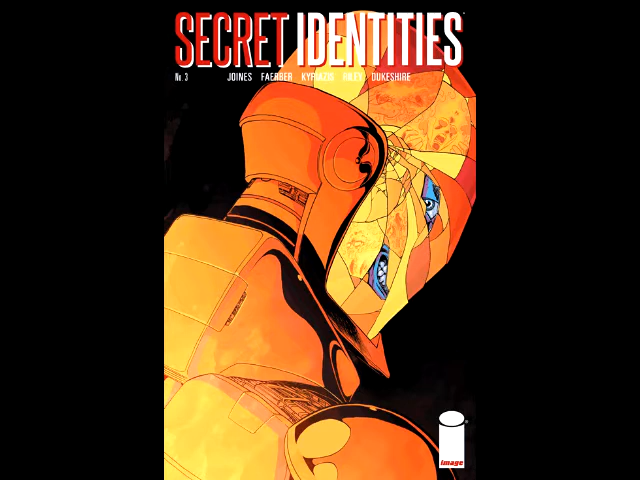 SECRET IDENTITIES
No. 3 JOINES FAERBER KYRIAZIS RILEY DUKESHIRE
image